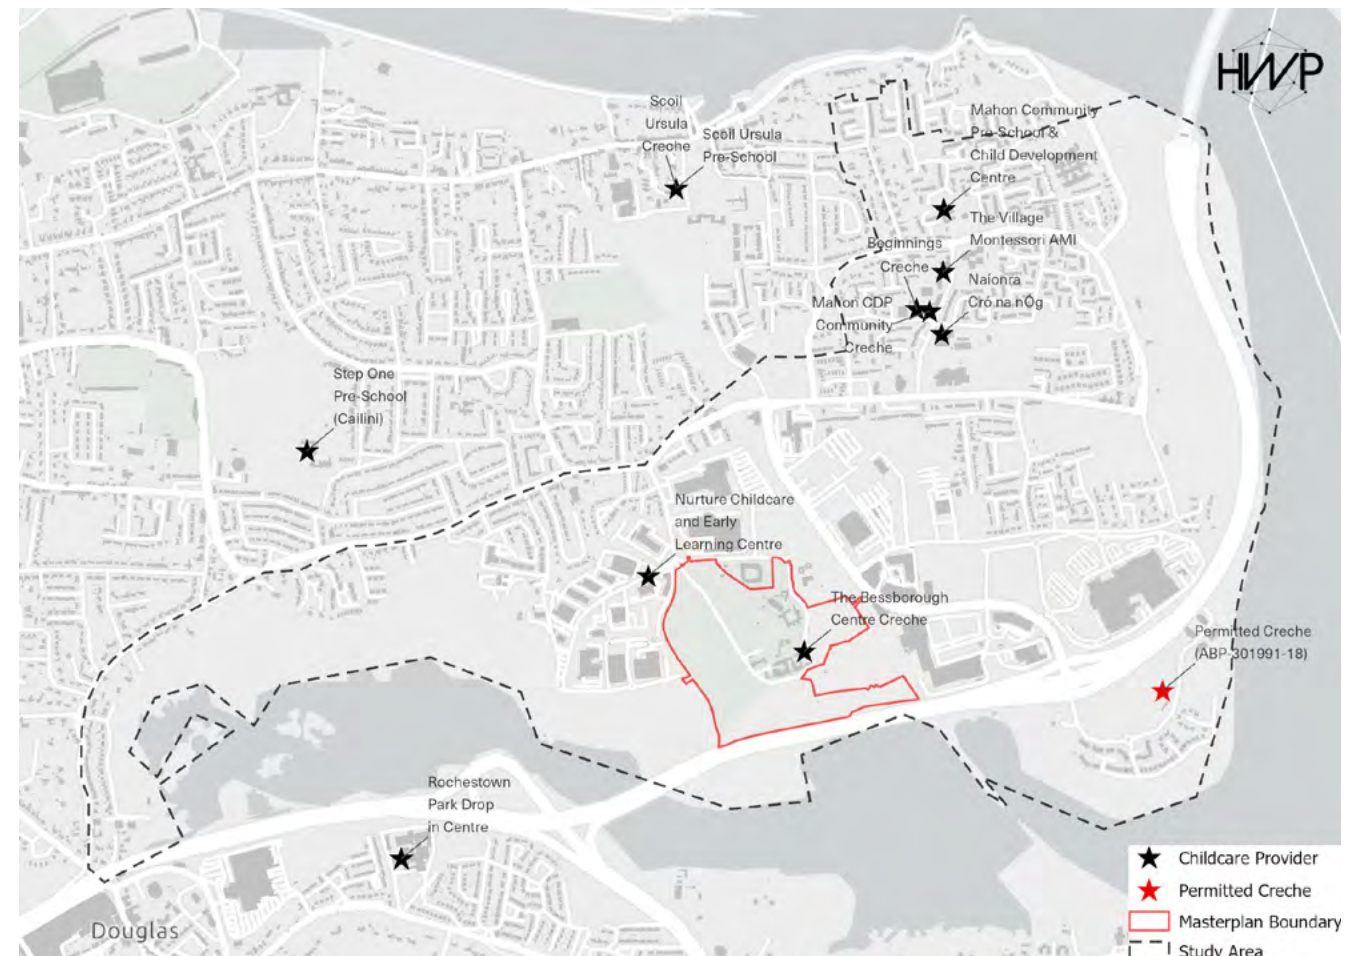 HWP
Scoil
Ursula
Creche
Scoil Ursula
Pre-School
Mahon Community
Pre-School &
Child Development
Centre
The Village
Montessori AMI
Beginnings
Creche
Naíonra
Cró na nÓg
Mahon CDP
Community
Creche
Step One
Pre-School
(Cailini)
Nurture Childcare
and Early
Learning Centre
The Bessborough
Centre Creche
Permitted Creche
(ABP-301991-18)
Rochestown
Park Drop
in Centre
Douglas
Childcare Provider
Permitted Creche
Masterplan Boundary
Study Area